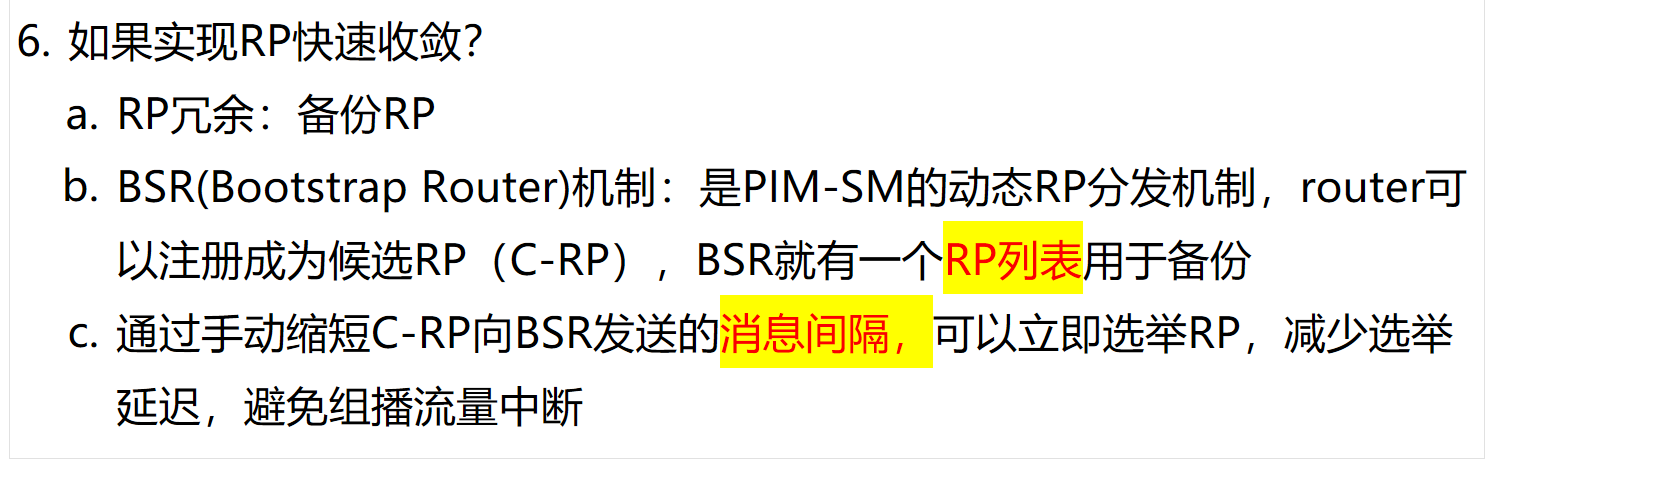 6. 如果实现RP快速收敛？
a. RP冗余：备份RP
b. BSR(Bootstrap Router)机制：是PIM-SM的动态RP分发机制，router可
以注册成为候选RP（C-RP），BSR就有一个RP列表用于备份
c. 通过手动缩短C-RP向BSR发送的消息间隔，可以立即选举RP，减少选举
延迟，避免组播流量中断